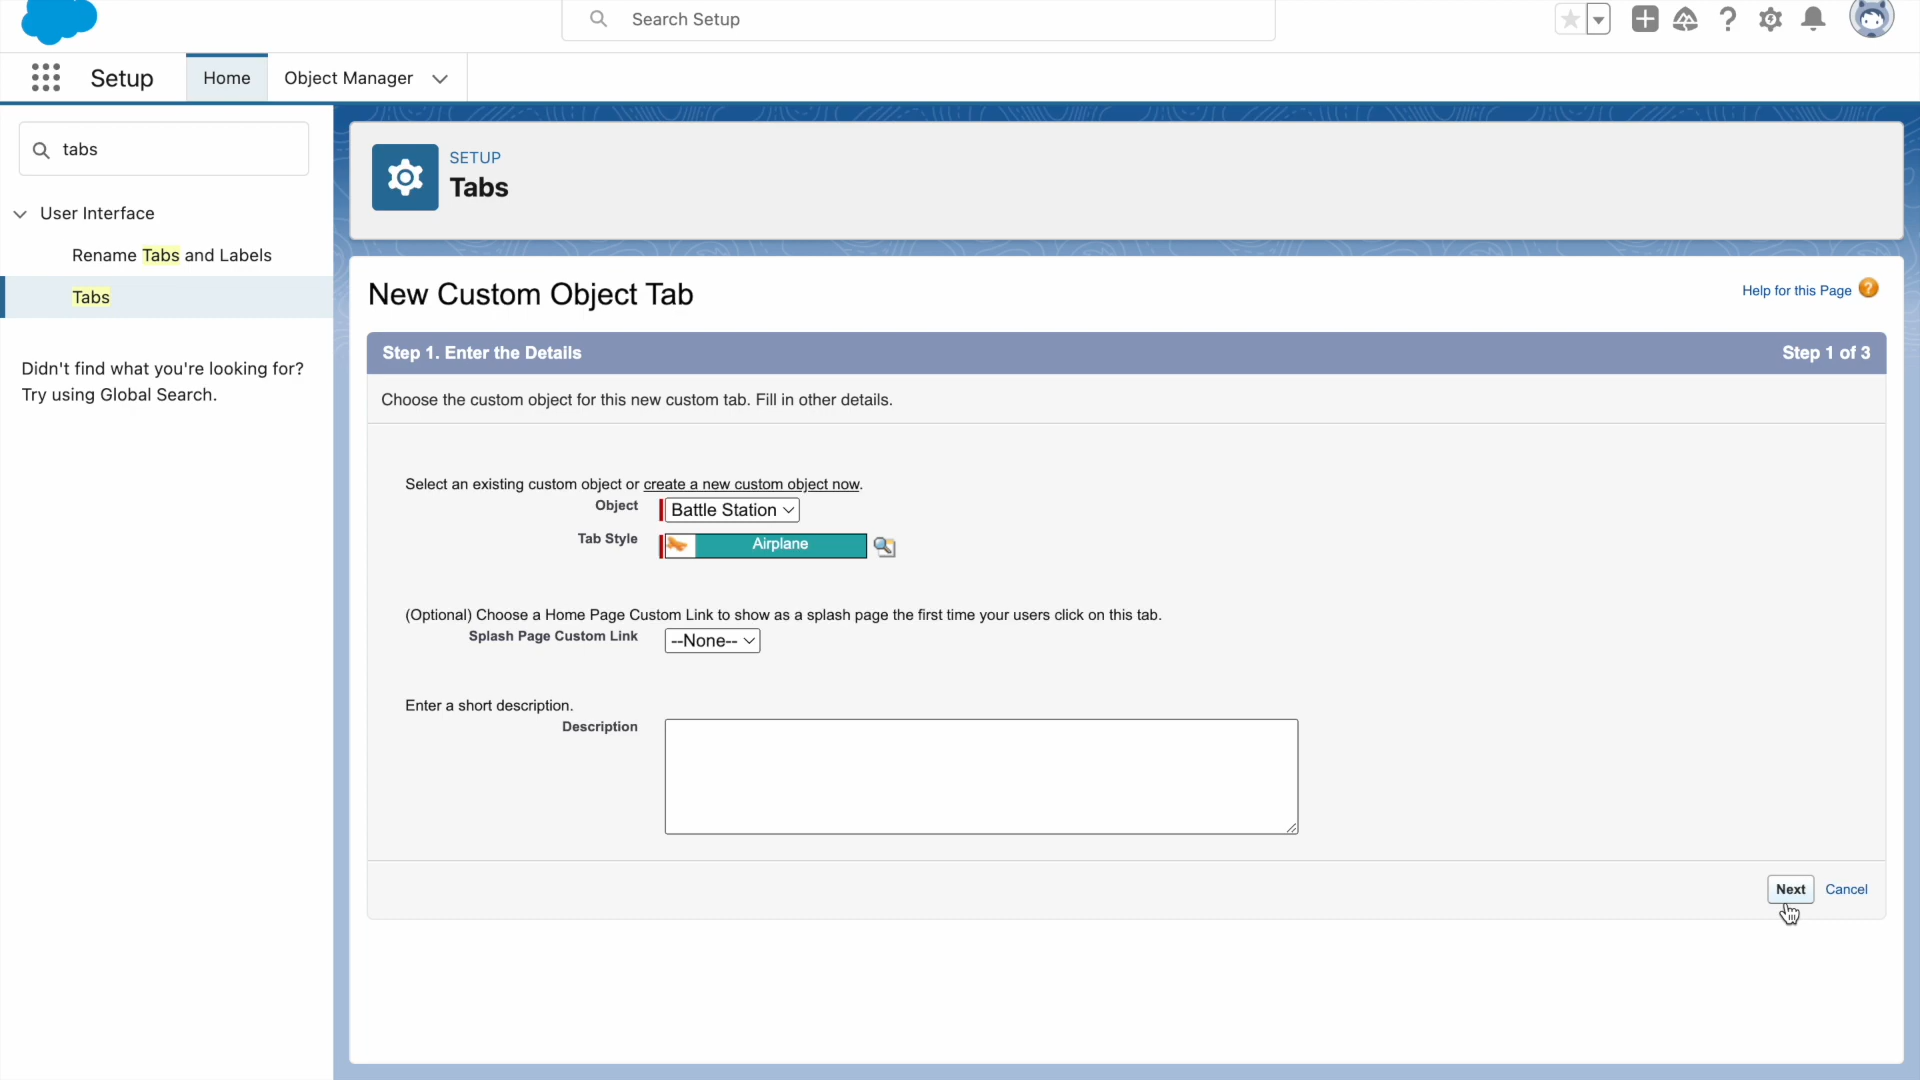 Search Setup
Setup
Home
Object Manager
tabs
User Interface
Rename Tabs and Labels
Tabs
Didn't find what you're looking for?
Try using Global Search.
SETUP
Tabs
New Custom Object Tab
Help for this Page
Step 1. Enter the Details
Step 1 of 3
Choose the custom object for this new custom tab. Fill in other details.
Select an existing custom object or create a new custom object now.
Object
Battle Station
Tab Style
Airplane
(Optional) Choose a Home Page Custom Link to show as a splash page the first time your users click on this tab.
Splash Page Custom Link
--None--
Enter a short description.
Description
Next
Cancel